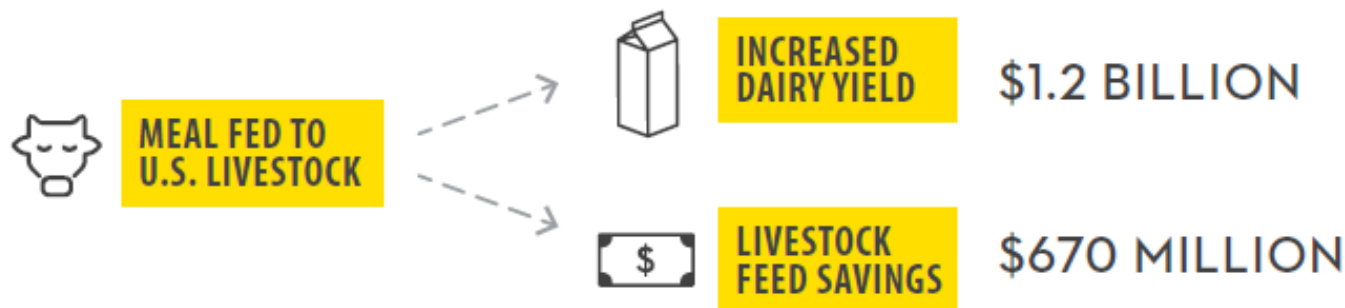 MEAL FED TO
U.S. LIVESTOCK
INCREASED
DAIRY YIELD
$1.2 BILLION
$
LIVESTOCK
FEED SAVINGS
$670 MILLION